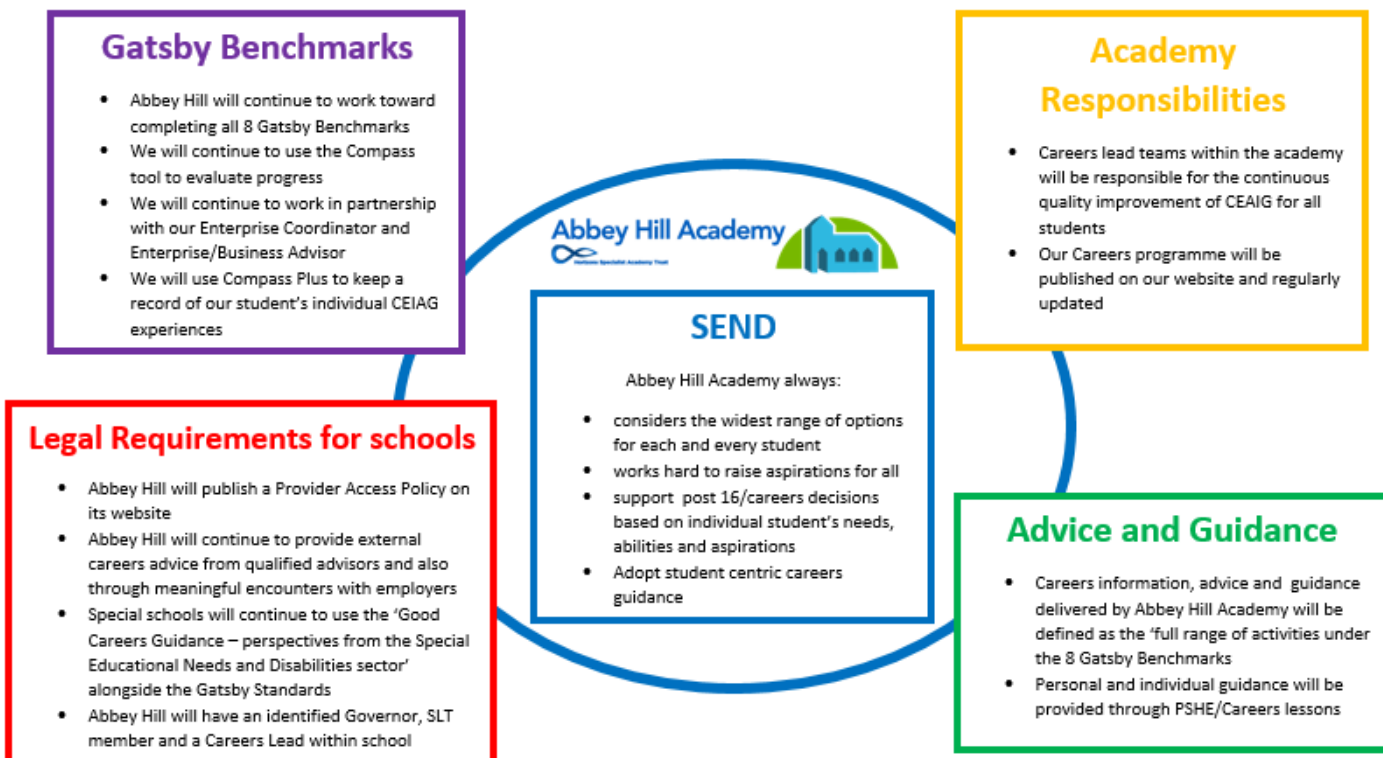 Gatsby Benchmarks
• Abbey Hill will continue to work toward
completing all 8 Gatsby Benchmarks
• We will continue to use the Compass
tool to evaluate progress
• We will continue to work in partnership
with our Enterprise Coordinator and
Enterprise/Business Advisor
• We will use Compass Plus to keep a
record of our student's individual CEIAG
experiences
Academy
Responsibilities
• Careers lead teams within the academy
will be responsible for the continuous
quality improvement of CEAIG for all
students
• Our Careers programme will be
published on our website and regularly
updated
Abbey Hill Academy
Horizons Specialist Academy Trust
SEND
Abbey Hill Academy always:
• considers the widest range of options
for each and every student
• works hard to raise aspirations for all
• support post 16/careers decisions
based on individual student's needs,
abilities and aspirations
• Adopt student centric careers
guidance
Legal Requirements for schools
• Abbey Hill will publish a Provider Access Policy on
its website
• Abbey Hill will continue to provide external
careers advice from qualified advisors and also
through meaningful encounters with employers
• Special schools will continue to use the ‘Good
Careers Guidance – perspectives from the Special
Educational Needs and Disabilities sector’
alongside the Gatsby Standards
• Abbey Hill will have an identified Governor, SLT
member and a Careers Lead within school
Advice and Guidance
• Careers information, advice and guidance
delivered by Abbey Hill Academy will be
defined as the ‘full range of activities under
the 8 Gatsby Benchmarks
• Personal and individual guidance will be
provided through PSHE/Careers lessons